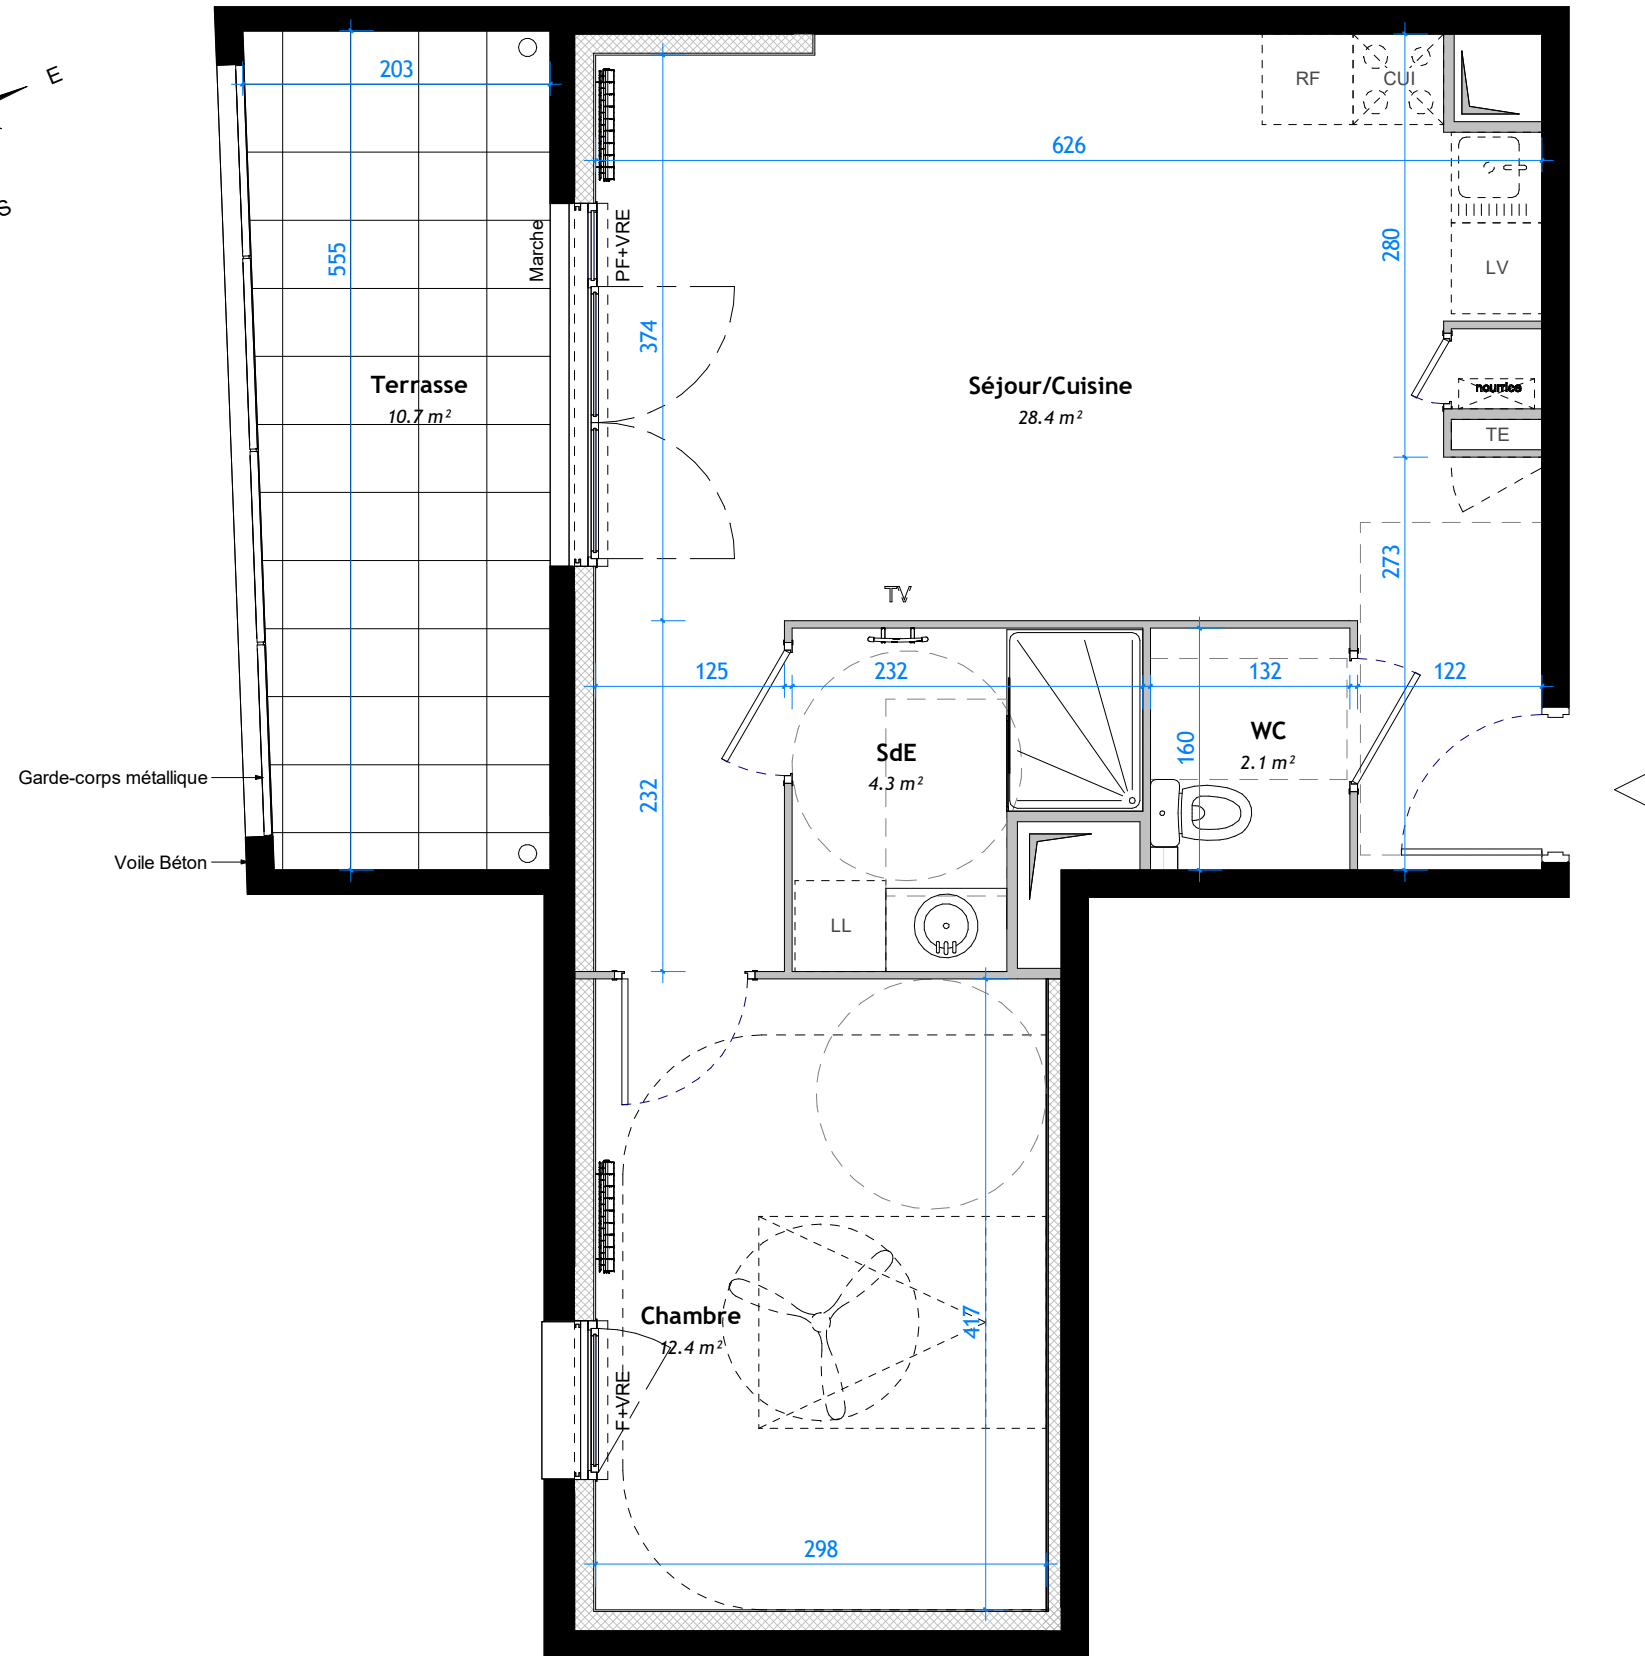 E
S
203
RF
CUI
626
555
Marche
PF+VRE
280
LV
374
Terrasse
10.7 m²
Séjour/Cuisine
28.4 m²
nourrice
TE
273
TV
125
232
132
122
SdE
4.3 m²
WC
2.1 m²
160
232
Garde-corps métallique
Voile Béton
LL
Chambre
12.4 m²
417
F+VRE
298